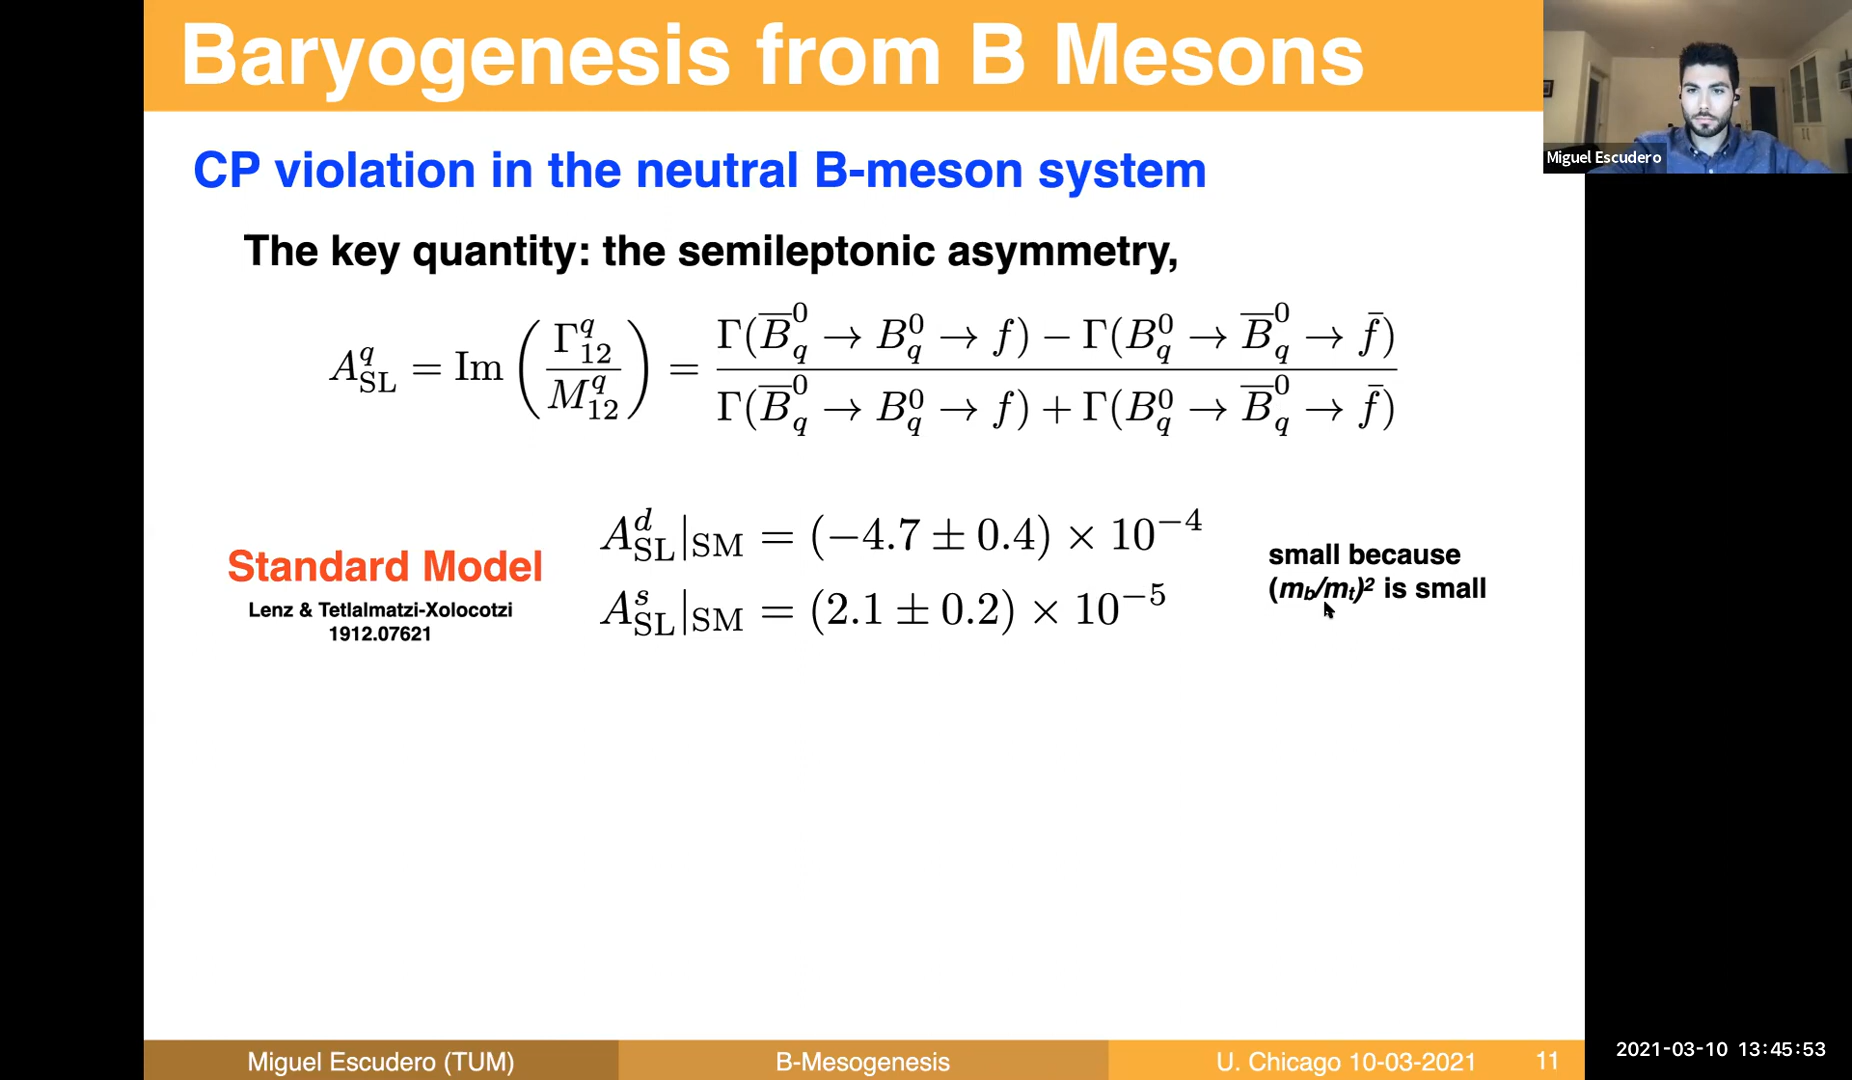 Baryogenesis from B Mesons
Miguel Escudero
CP violation in the neutral B-meson system
The key quantity: the semileptonic asymmetry,
A^q_SL = Im (Γ^q_12 / M^q_12) = (Γ(B̅^0_q → B^0_q → f) − Γ(B^0_q → B̅^0_q → f̄)) / (Γ(B̅^0_q → B^0_q → f) + Γ(B^0_q → B̅^0_q → f̄))
Standard Model
Lenz & Tetlalmatzi-Xolocotzi
1912.07621
A^d_SL|_SM = (−4.7 ± 0.4) × 10^−4
A^s_SL|_SM = (2.1 ± 0.2) × 10^−5
small because
(m_b/m_t)² is small
Miguel Escudero (TUM)
B-Mesogenesis
U. Chicago 10-03-2021
11
2021-03-10 13:45:53